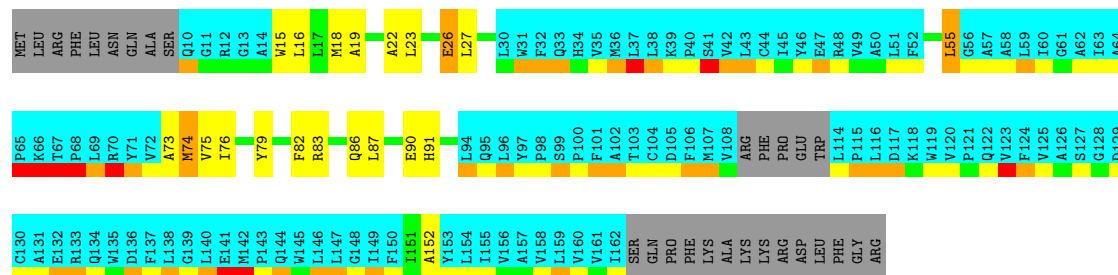 MET LEU ARG PHE LEU ASN GLN ALA SER Q10 G11 R12 G13 A14 W15 L16 L17 M18 A19 A22 L23 E26 L27 L30 W31 F32 Q33 H34 V35 M36 L37 L38 K39 P40 S41 V42 L43 C44 I45 V46 E47 R48 V49 A50 L51 F52 L55 G56 A57 A58 L59 L60 G61 A62 I63 A64
P65 K66 T67 P68 L69 R70 Y71 V72 A73 M74 V75 I76 Y79 F82 R83 Q86 L87 E90 H91 L94 Q95 L96 Y97 P98 S99 P100 F101 A102 T103 C104 D105 F106 M107 V108 ARG PHE PRO GLU TRP L114 P115 L116 D117 K118 W119 V120 P121 Q122 V123 F124 V125 A126 S127 G128 D129
C130 A131 E132 R133 Q134 W135 D136 F137 L138 G139 L140 E141 M142 P143 Q144 W145 L146 L147 G148 I149 F150 I151 A152 Y153 L154 I155 V156 A157 V158 L159 V160 V161 I162 SER GLN PRO PHE LYS ALA LYS LYS ARG ASP LEU PHE GLY ARG